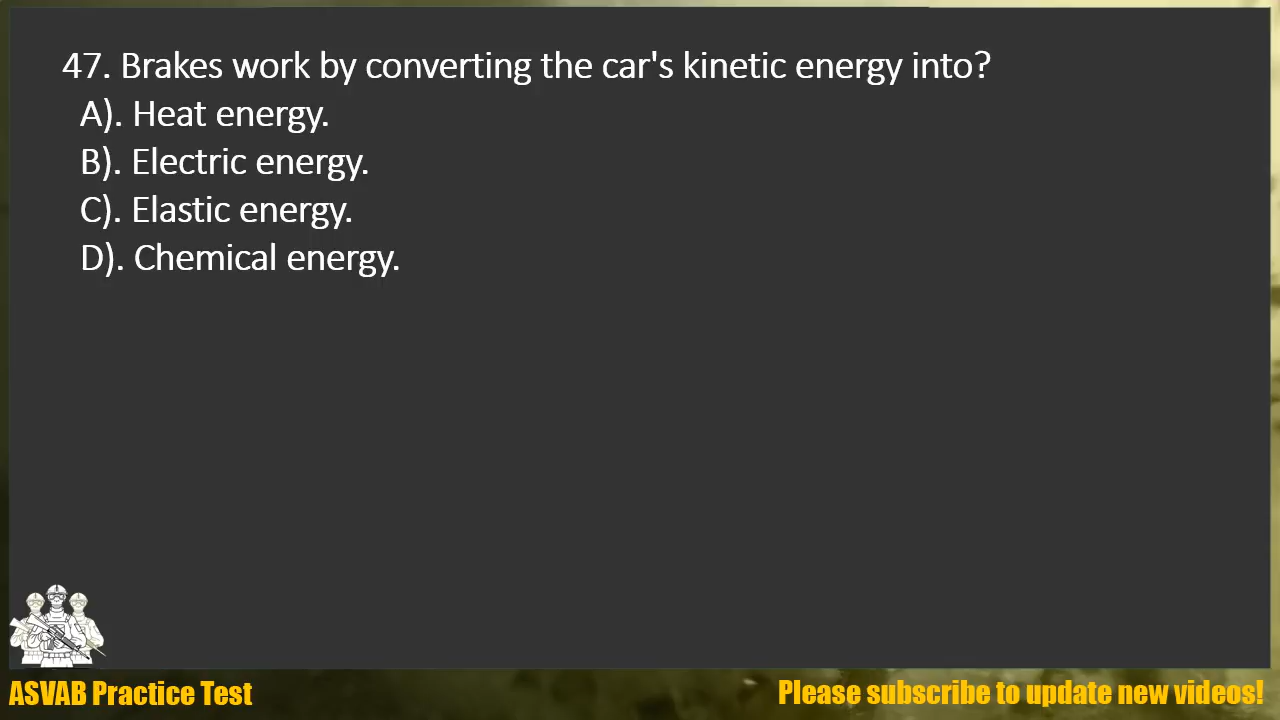 47. Brakes work by converting the car's kinetic energy into?
A). Heat energy.
B). Electric energy.
C). Elastic energy.
D). Chemical energy.
ASVAB Practice Test
Please subscribe to update new videos!